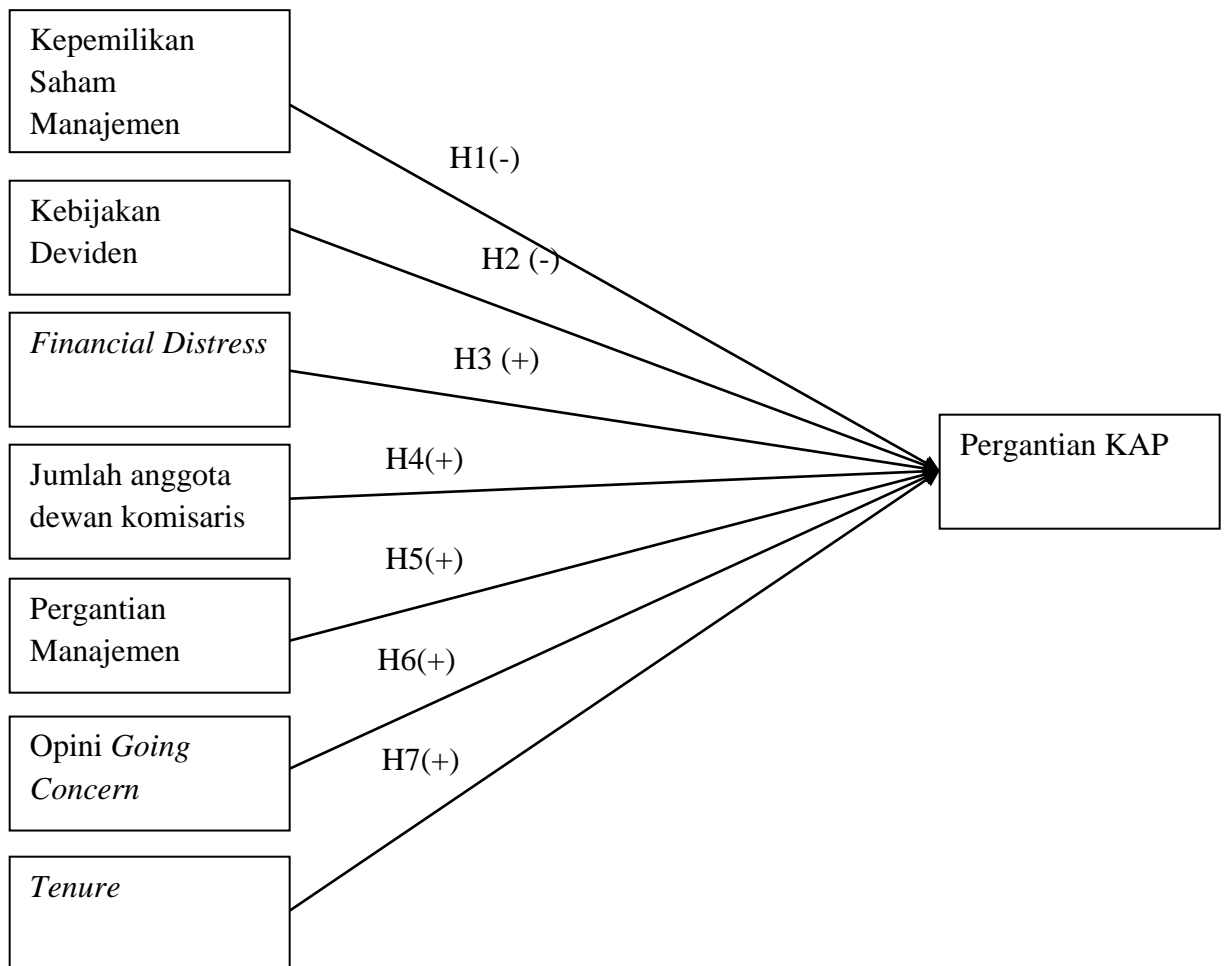 Kepemilikan
Saham
Manajemen
H1(-)
Kebijakan
Deviden
H2 (-)
Financial Distress
H3 (+)
Jumlah anggota
dewan komisaris
H4(+)
Pergantian KAP
Pergantian
Manajemen
H5(+)
Opini Going
Concern
H6(+)
Tenure
H7(+)